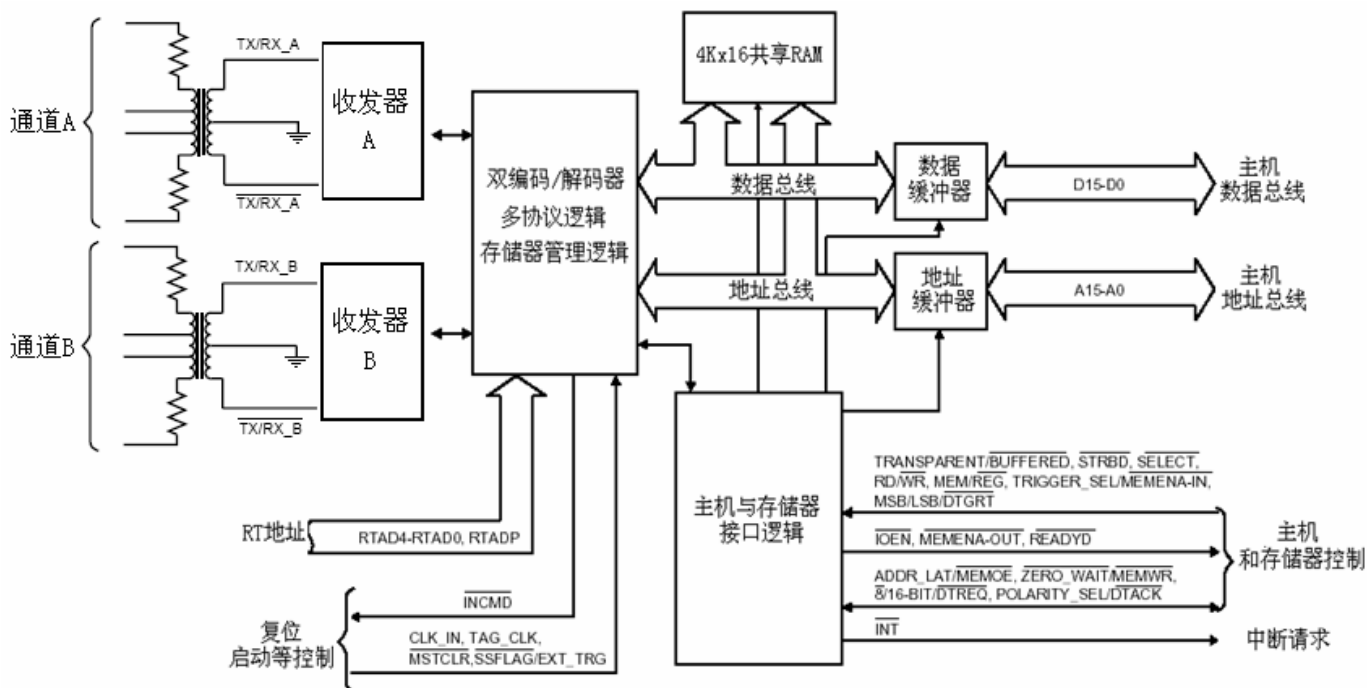 通道A
TX/RX_A
TX/RX_A
收发器
A
通道B
TX/RX_B
TX/RX_B
收发器
B
双编码/解码器
多协议逻辑
存储器管理逻辑
4Kx16共享RAM
数据总线
地址总线
数据
缓冲器
D15-D0
主机
数据总线
地址
缓冲器
A15-A0
主机
地址总线
RT地址
RTAD4-RTAD0, RTADP
复位
启动等控制
INCMD
CLK_IN, TAG_CLK,
MSTCLR,SSFLAG/EXT_TRG
主机与存储器
接口逻辑
TRANSPARENT/BUFFERED, STRBD, SELECT,
RD/WR, MEM/REG, TRIGGER_SEL/MEMENA-IN,
MSB/LSB/DTGRT
IOEN, MEMENA-OUT, READYD
ADDR_LAT/MEMOE, ZERO_WAIT/MEMWR,
8/16-BIT/DTREQ, POLARITY_SEL/DTACK
INT
主机
和存储器控制
中断请求